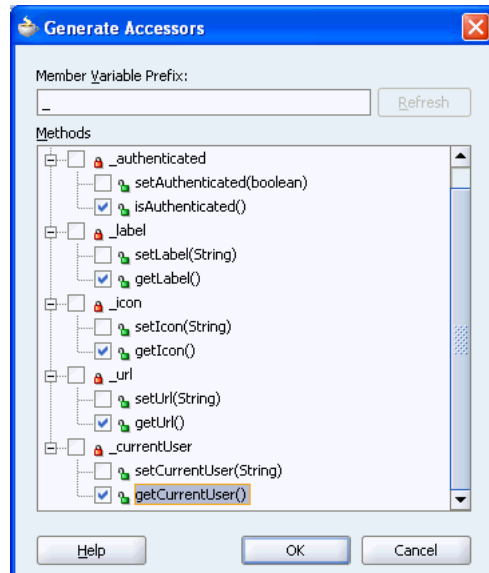 Generate Accessors
Member Variable Prefix:
_
Refresh
Methods
_authenticated
setAuthenticated(boolean)
isAuthenticated()
_label
setLabel(String)
getLabel()
_icon
setIcon(String)
getIcon()
_url
setUrl(String)
getUrl()
_currentUser
setCurrentUser(String)
getCurrentUser()
Help OK Cancel